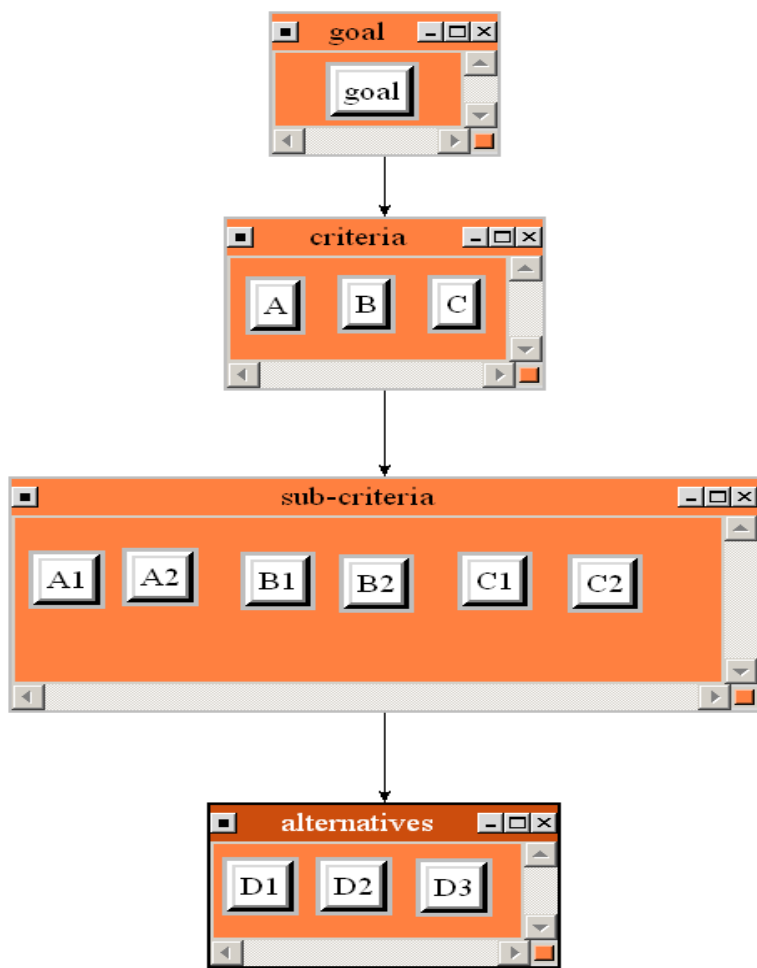 goal
goal
criteria
A B C
sub-criteria
A1 A2 B1 B2 C1 C2
alternatives
D1 D2 D3